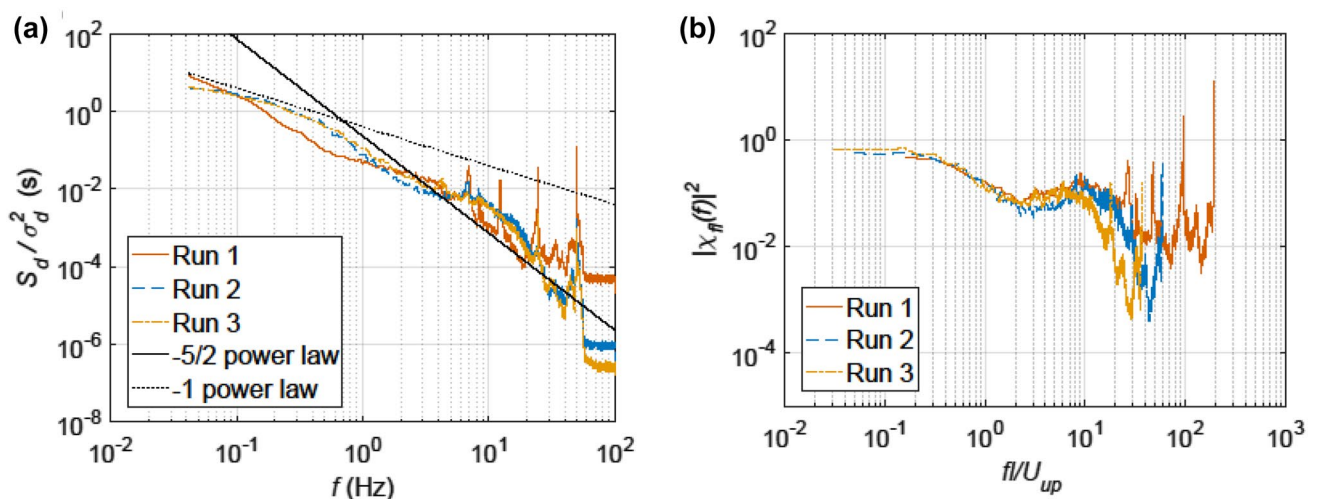 (a)
10^2
10^0
10^-2
10^-4
10^-6
10^-8
S_d/σ_d^2 (s)
Run 1
Run 2
Run 3
-5/2 power law
-1 power law
10^-2
10^-1
10^0
10^1
10^2
f (Hz)
(b)
10^2
10^0
10^-2
10^-4
|χ_fl(f)|^2
Run 1
Run 2
Run 3
10^-2
10^-1
10^0
10^1
10^2
10^3
fl/U_up